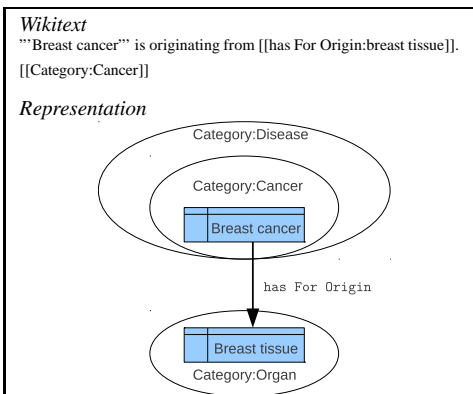 Wikitext
”’Breast cancer”’ is originating from [[has For Origin:breast tissue]].
[[Category:Cancer]]
Representation
Category:Disease
Category:Cancer
Breast cancer
has For Origin
Breast tissue
Category:Organ